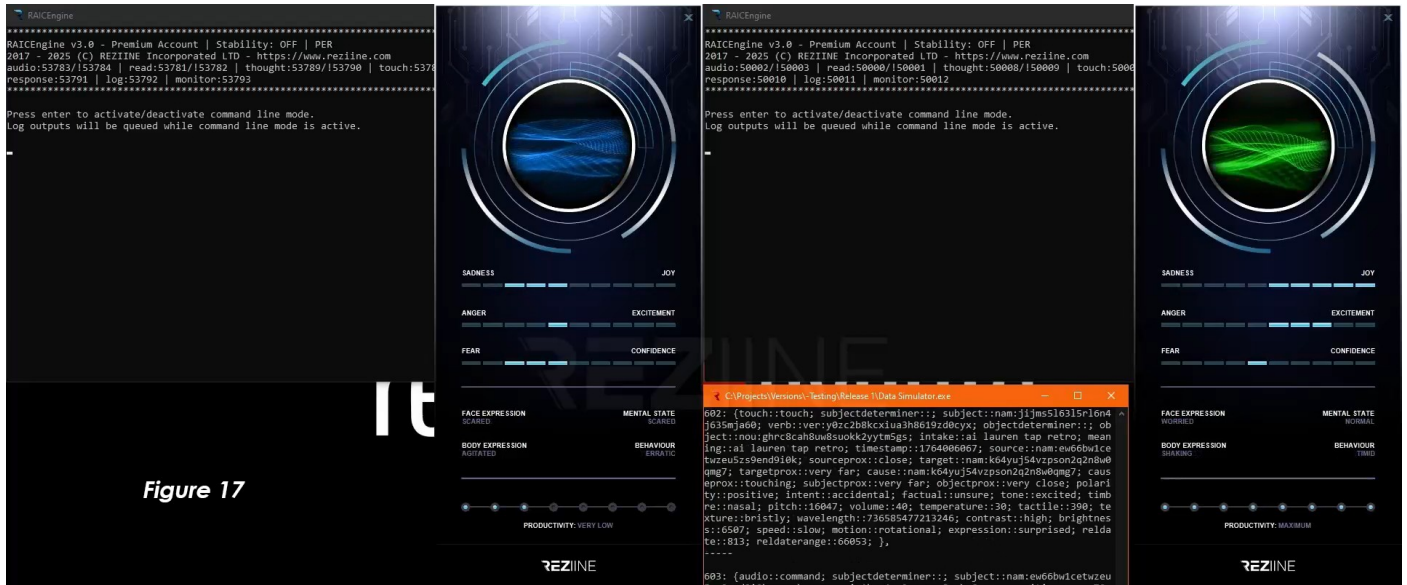 RAICEngine
RAICEngine v3.0 - Premium Account | Stability: OFF | PER
2017 - 2025 (C) REZIINE Incorporated LTD - https://www.reziine.com
audio:53783/!53784 | read:53781/!53782 | thought:53789/!53790 | touch:5378
response:53791 | log:53792 | monitor:53793
Press enter to activate/deactivate command line mode.
Log outputs will be queued while command line mode is active.
SADNESS JOY
ANGER EXCITEMENT
FEAR CONFIDENCE
FACE EXPRESSION MENTAL STATE
SCARED SCARED
BODY EXPRESSION BEHAVIOUR
AGITATED ERRATIC
PRODUCTIVITY: VERY LOW
REZIINE
Figure 17
RAICEngine
RAICEngine v3.0 - Premium Account | Stability: OFF | PER
2017 - 2025 (C) REZIINE Incorporated LTD - https://www.reziine.com
audio:50002/!50003 | read:50000/!50001 | thought:50008/!50009 | touch:5000
response:50010 | log:50011 | monitor:50012
Press enter to activate/deactivate command line mode.
Log outputs will be queued while command line mode is active.
REZIINE
C:\Projects\Versions\-Testing\Release 1\Data Simulator.exe
602: {touch::touch; subjectdeterminer::; subject::nam:jijms5l63l5rl6n4
j635mja60; verb::ver:y0zc2b8kcxiua3h8619zd0cyx; objectdeterminer::; ob
ject::nou:ghrc8cah8uw8suokk2yytm5gs; intake::ai lauren tap retro; mean
ing::ai lauren tap retro; timestamp::1764006067; source::nam:ew66bw1ce
twzeu5zs9end9i0k; sourceprox::close; target::nam:k64yuj54vzpson2q2n8w0
qmg7; targetprox::very far; cause::nam:k64yuj54vzpson2q2n8w0qmg7; caus
eprox::touching; subjectprox::very far; objectprox::very close; polari
ty::positive; intent::accidental; factual::unsure; tone::excited; timb
re::nasal; pitch::16047; volume::40; temperature::30; tactile::390; te
xture::bristly; wavelength::736585477213246; contrast::high; brightnes
s::6507; speed::slow; motion::rotational; expression::surprised; relda
te::813; reldaterange::66053; },
-----
603: {audio::command; subjectdeterminer::; subject::nam:ew66bw1cetwzeu
SADNESS JOY
ANGER EXCITEMENT
FEAR CONFIDENCE
FACE EXPRESSION MENTAL STATE
WORRIED NORMAL
BODY EXPRESSION BEHAVIOUR
SHAKING TIMID
PRODUCTIVITY: MAXIMUM
REZIINE